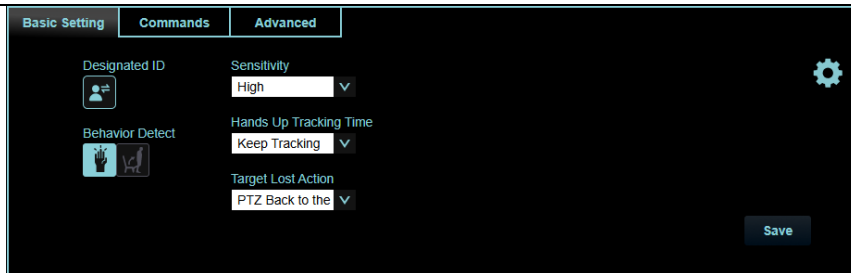 Basic Setting Commands Advanced
Designated ID
Sensitivity
High
Behavior Detect
Hands Up Tracking Time
Keep Tracking
Target Lost Action
PTZ Back to the
Save